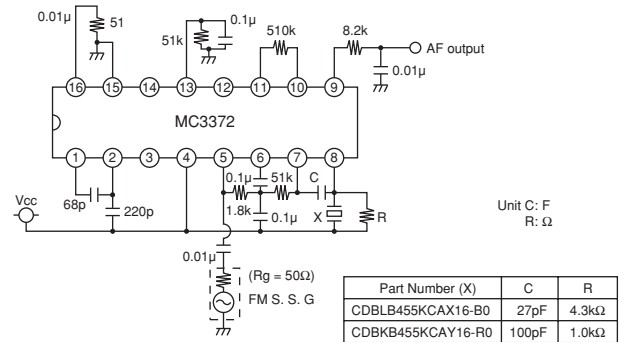 0.01μ
51
51k
0.1μ
510k
8.2k
AF output
0.01μ
16 15 14 13 12 11 10 9
MC3372
1 2 3 4 5 6 7 8
Vcc
68p
220p
0.1μ
51k
C
1.8k
0.1μ
X
R
Unit C: F
R: Ω
0.01μ
(Rg = 50Ω)
FM S. S. G
Part Number (X) C R
CDBLB455KCAX16-B0 27pF 4.3kΩ
CDBKB455KCAY16-R0 100pF 1.0kΩ